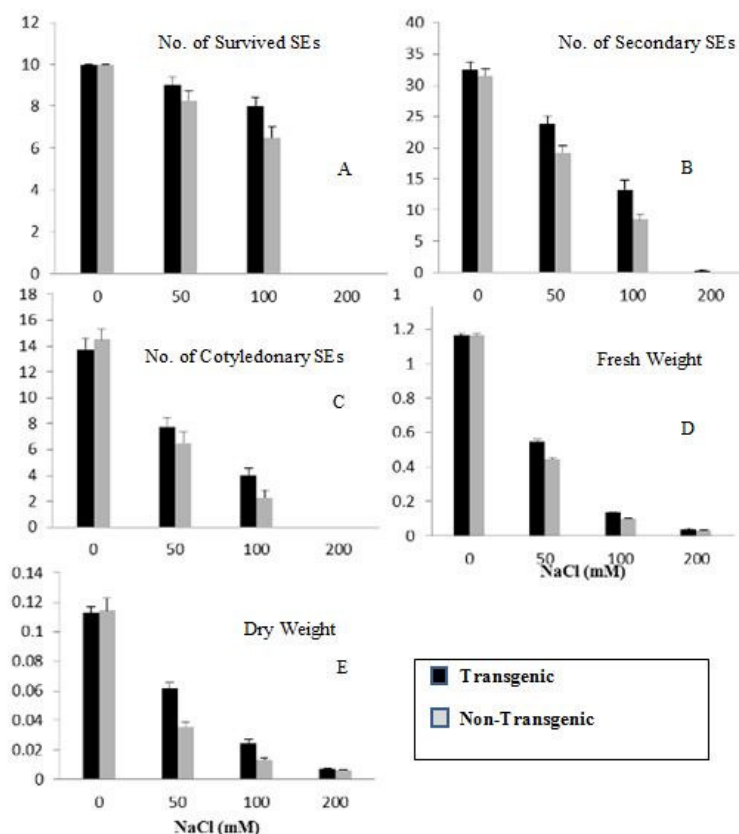 No. of Survived SEs
A
12
10
8
6
4
2
0
0 50 100 200
No. of Secondary SEs
B
35
30
25
20
15
10
5
0
0 50 100 200
No. of Cotyledonary SEs
C
18
16
14
12
10
8
6
4
2
0
0 50 100 200
Fresh Weight
D
1
1.2
1
0.8
0.6
0.4
0.2
0
0 50 100 200
NaCl (mM)
Dry Weight
E
0.14
0.12
0.1
0.08
0.06
0.04
0.02
0
0 50 100 200
NaCl (mM)
Transgenic
Non-Transgenic